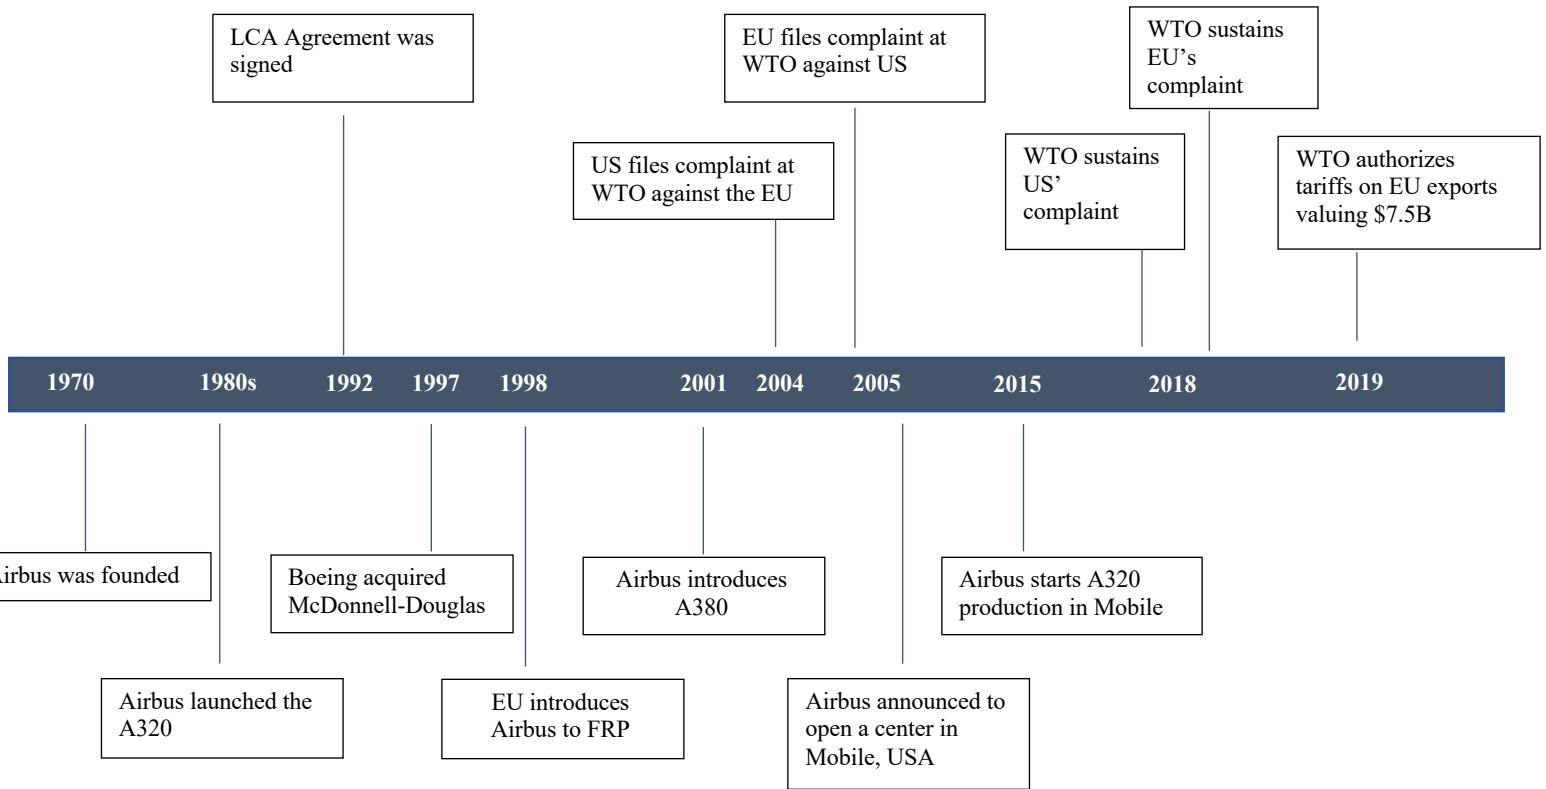 LCA Agreement was
signed
EU files complaint at
WTO against US
WTO sustains
EU’s
complaint
US files complaint at
WTO against the EU
WTO sustains
US’
complaint
WTO authorizes
tariffs on EU exports
valuing $7.5B
1970 1980s 1992 1997 1998 2001 2004 2005 2015 2018 2019
irbus was founded
Boeing acquired
McDonnell-Douglas
Airbus introduces
A380
Airbus starts A320
production in Mobile
Airbus launched the
A320
EU introduces
Airbus to FRP
Airbus announced to
open a center in
Mobile, USA